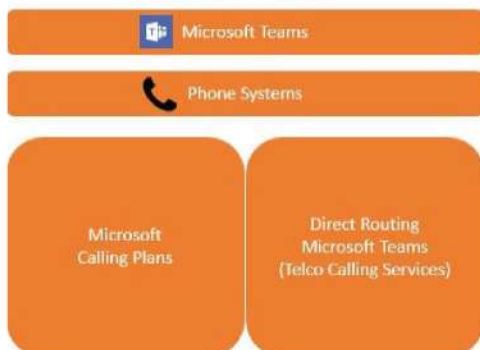 Microsoft Teams
Phone Systems
Microsoft
Calling Plans
Direct Routing
Microsoft Teams
(Telco Calling Services)